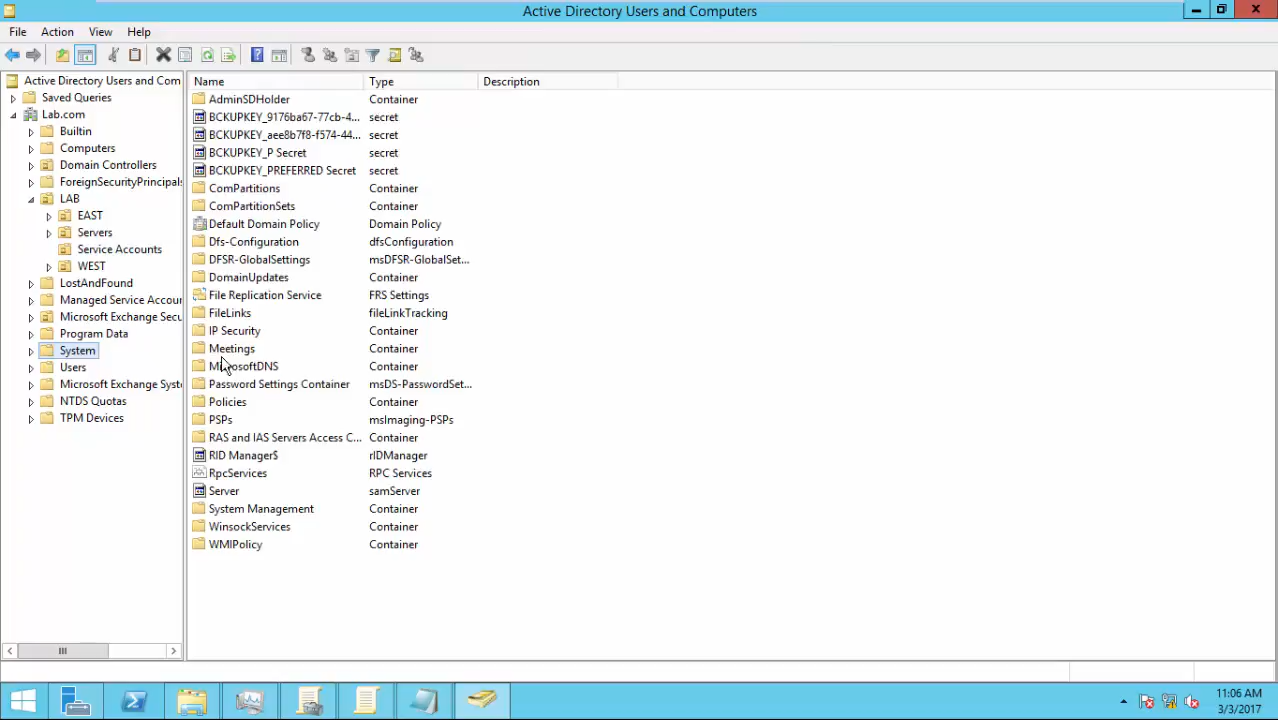 Active Directory Users and Computers
File Action View Help
Active Directory Users and Com
Saved Queries
Lab.com
Builtin
Computers
Domain Controllers
ForeignSecurityPrincipals
LAB
EAST
Servers
Service Accounts
WEST
LostAndFound
Managed Service Accour
Microsoft Exchange Secu
Program Data
System
Users
Microsoft Exchange Syste
NTDS Quotas
TPM Devices
Name Type Description
AdminSDHolder Container
BCKUPKEY_9176ba67-77cb-4... secret
BCKUPKEY_aee8b7f8-f574-44... secret
BCKUPKEY_P Secret secret
BCKUPKEY_PREFERRED Secret secret
ComPartitions Container
ComPartitionSets Container
Default Domain Policy Domain Policy
Dfs-Configuration dfsConfiguration
DFSR-GlobalSettings msDFSR-GlobalSet...
DomainUpdates Container
File Replication Service FRS Settings
FileLinks fileLinkTracking
IP Security Container
Meetings Container
MicrosoftDNS Container
Password Settings Container msDS-PasswordSet...
Policies Container
PSPs msImaging-PSPs
RAS and IAS Servers Access C... Container
RID Manager$ rIDManager
RpcServices RPC Services
Server samServer
System Management Container
WinsockServices Container
WMIPolicy Container
11:06 AM
3/3/2017